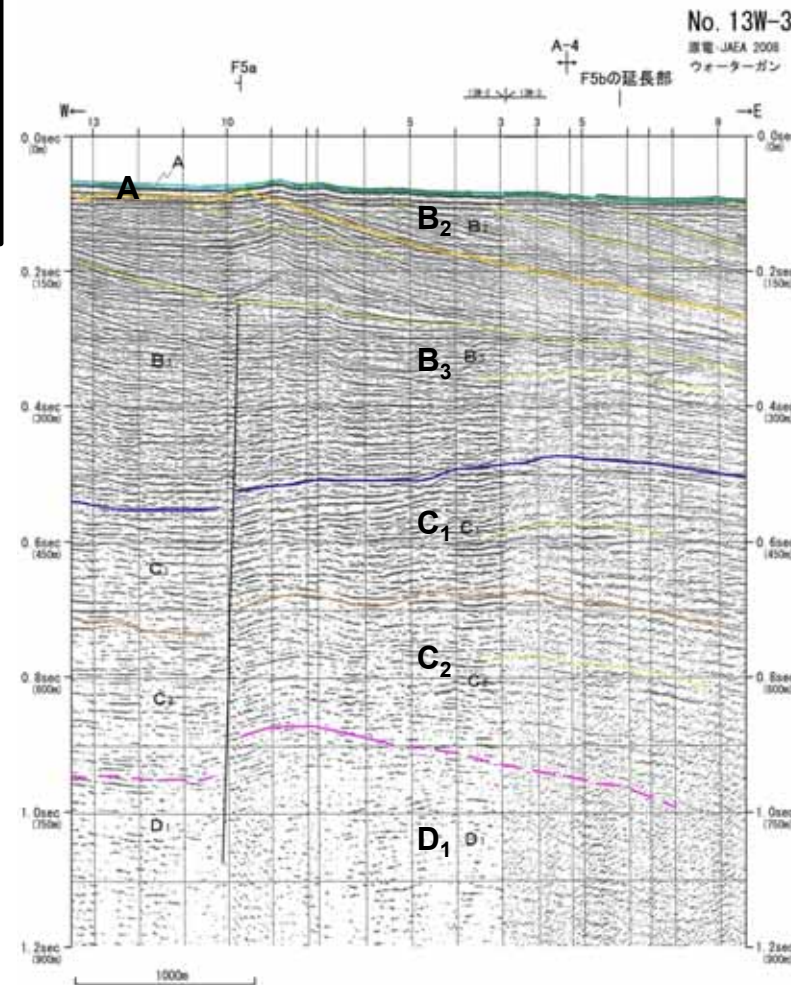 No. 13W-3
原電・JAEA 2008
ウォーターガン
A-4
F5a
F5bの延長部
W← →E
13 10 5 3 3 5 8
0.0sec (0m) 0.0sec (0m)
A
A
B₂ B₂
0.2sec (150m) 0.2sec (150m)
B₃ B₃
0.4sec (300m) 0.4sec (300m)
C₁ C₁
0.6sec (450m) 0.6sec (450m)
C₂
0.8sec (600m) 0.8sec (600m)
C₂ C₂
1.0sec (750m) 1.0sec (750m)
D₁ D₁ D₁
1.2sec (900m) 1.2sec (900m)
1000m